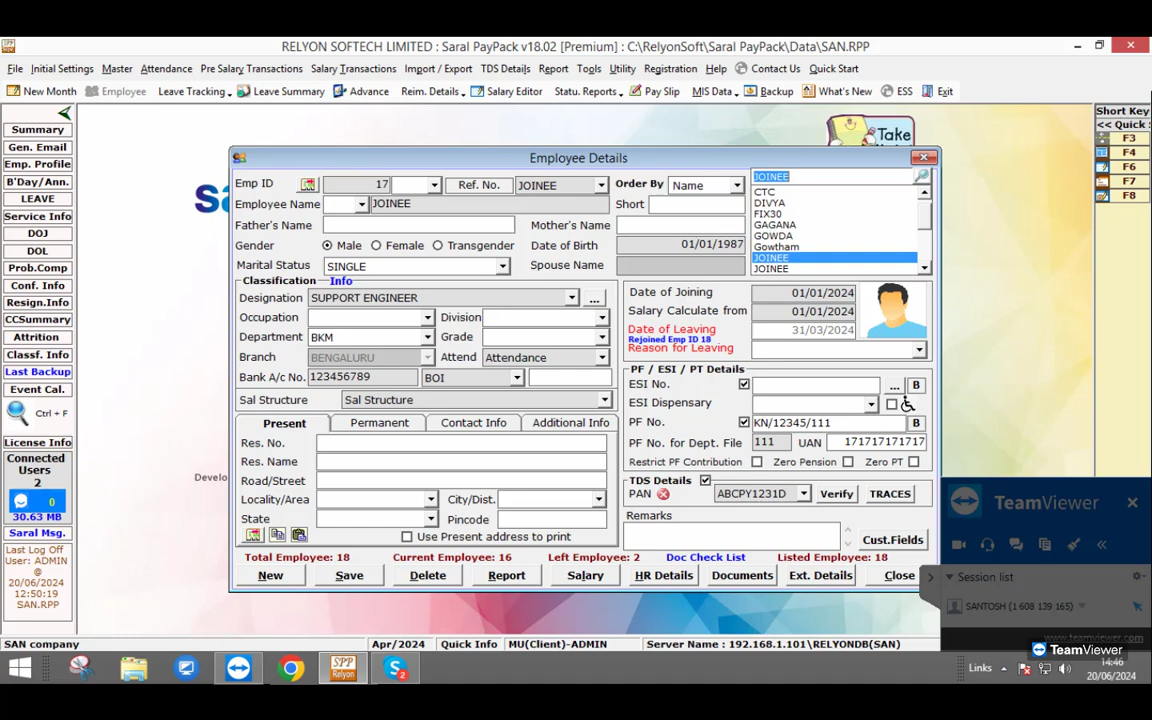 RELYON SOFTECH LIMITED : Saral PayPack v18.02 [Premium] : C:\RelyonSoft\Saral PayPack\Data\SAN.RPP
File Initial Settings Master Attendance Pre Salary Transactions Salary Transactions Import / Export TDS Details Report Tools Utility Registration Help Contact Us Quick Start
New Month Employee Leave Tracking Leave Summary Advance Reim. Details Salary Editor Statu. Reports Pay Slip MIS Data Backup What's New ESS Exit
Summary
Gen. Email
Emp. Profile
B'Day/Ann.
LEAVE
Service Info
DOJ
DOL
Prob.Comp
Conf. Info
Resign.Info
CCSummary
Attrition
Classf. Info
Last Backup
Event Cal.
Ctrl + F
License Info
Connected
Users
2
0
30.63 MB
Saral Msg.
Last Log Off
User: ADMIN
@
20/06/2024
12:50:19
SAN.RPP
Take
sa
Develo
Short Key
<< Quick
F3
F4
F6
F7
F8
Employee Details
Emp ID 17 Ref. No. JOINEE Order By Name
Employee Name JOINEE Short
Father's Name Mother's Name
Gender Male Female Transgender Date of Birth 01/01/1987
Marital Status SINGLE Spouse Name
JOINEE
CTC
DIVYA
FIX30
GAGANA
GOWDA
Gowtham
JOINEE
JOINEE
Classification Info
Designation SUPPORT ENGINEER ...
Occupation Division
Department BKM Grade
Branch BENGALURU Attend Attendance
Bank A/c No. 123456789 BOI
Sal Structure Sal Structure
Date of Joining 01/01/2024
Salary Calculate from 01/01/2024
Date of Leaving 31/03/2024
Rejoined Emp ID 18
Reason for Leaving
PF / ESI / PT Details
ESI No. ... B
ESI Dispensary
PF No. KN/12345/111 B
PF No. for Dept. File 111 UAN 171717171717
Restrict PF Contribution Zero Pension Zero PT
TDS Details
PAN ABCPY1231D Verify TRACES
Remarks
Cust.Fields
Present Permanent Contact Info Additional Info
Res. No.
Res. Name
Road/Street
Locality/Area City/Dist.
State Pincode
Use Present address to print
Total Employee: 18 Current Employee: 16 Left Employee: 2 Doc Check List Listed Employee: 18
New Save Delete Report Salary HR Details Documents Ext. Details Close
TeamViewer
Session list
SANTOSH (1 608 139 165)
www.teamviewer.com
TeamViewer
SAN company Apr/2024 Quick Info MU(Client)-ADMIN Server Name : 192.168.1.101\RELYONDB(SAN)
SPP
Relyon
2
Links
14:46
20/06/2024